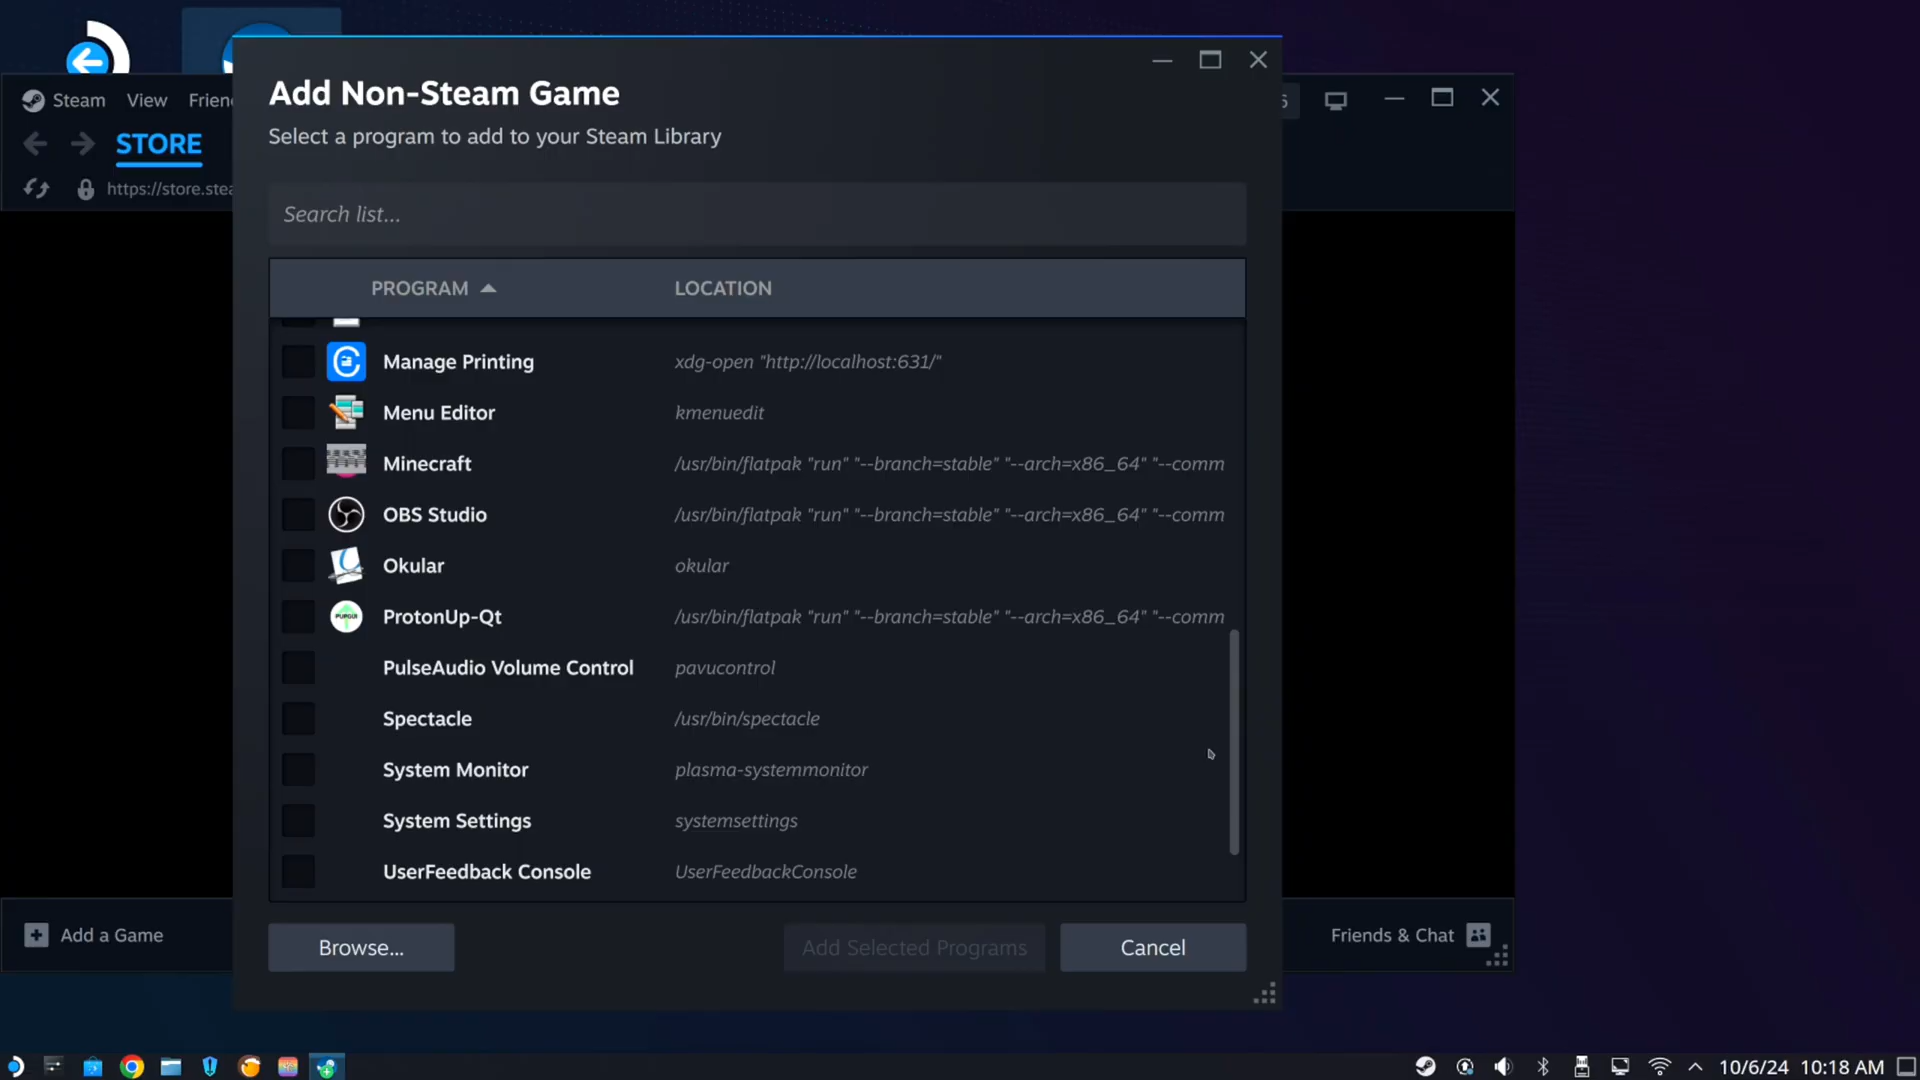 Add Non-Steam Game
Select a program to add to your Steam Library
Steam View Frien
STORE
https://store.stea
Search list...
PROGRAM LOCATION
Manage Printing xdg-open "http://localhost:631/"
Menu Editor kmenuedit
Minecraft /usr/bin/flatpak "run" "--branch=stable" "--arch=x86_64" "--comm
OBS Studio /usr/bin/flatpak "run" "--branch=stable" "--arch=x86_64" "--comm
Okular okular
ProtonUp-Qt /usr/bin/flatpak "run" "--branch=stable" "--arch=x86_64" "--comm
PulseAudio Volume Control pavucontrol
Spectacle /usr/bin/spectacle
System Monitor plasma-systemmonitor
System Settings systemsettings
UserFeedback Console UserFeedbackConsole
Add a Game Browse... Add Selected Programs Cancel Friends & Chat
10/6/24 10:18 AM